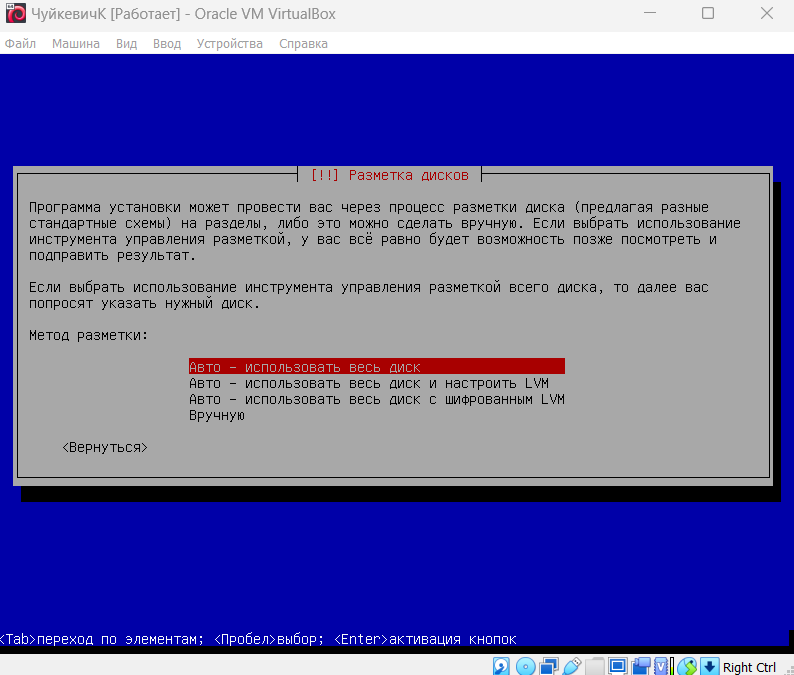 ЧуйкевичК [Работает] - Oracle VM VirtualBox
Файл Машина Вид Ввод Устройства Справка
[!!] Разметка дисков
Программа установки может провести вас через процесс разметки диска (предлагая разные
стандартные схемы) на разделы, либо это можно сделать вручную. Если выбрать использование
инструмента управления разметкой, у вас всё равно будет возможность позже посмотреть и
подправить результат.
Если выбрать использование инструмента управления разметкой всего диска, то далее вас
попросят указать нужный диск.
Метод разметки:
Авто - использовать весь диск
Авто - использовать весь диск и настроить LVM
Авто - использовать весь диск с шифрованным LVM
Вручную
<Вернуться>
<Tab>переход по элементам; <Пробел>выбор; <Enter>активация кнопок
Right Ctrl